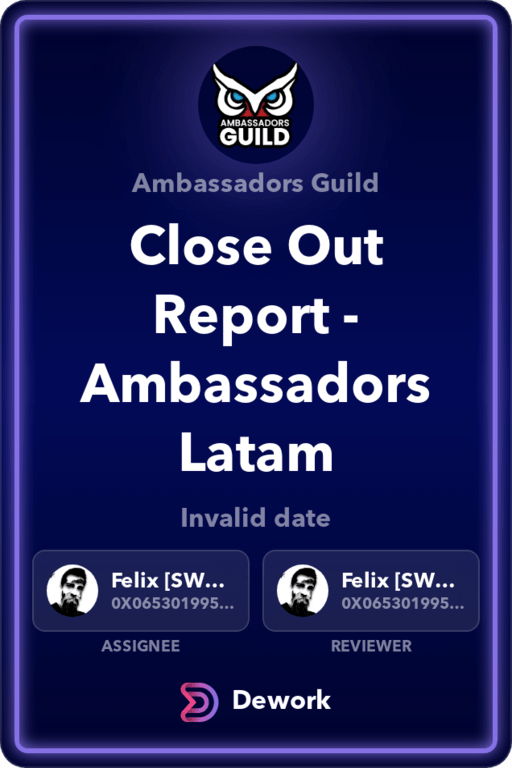 AMBASSADORS
GUILD
Ambassadors Guild
Close Out
Report -
Ambassadors
Latam
Invalid date
Felix [SW...
0X065301995...
Felix [SW...
0X065301995...
ASSIGNEE
REVIEWER
Dework